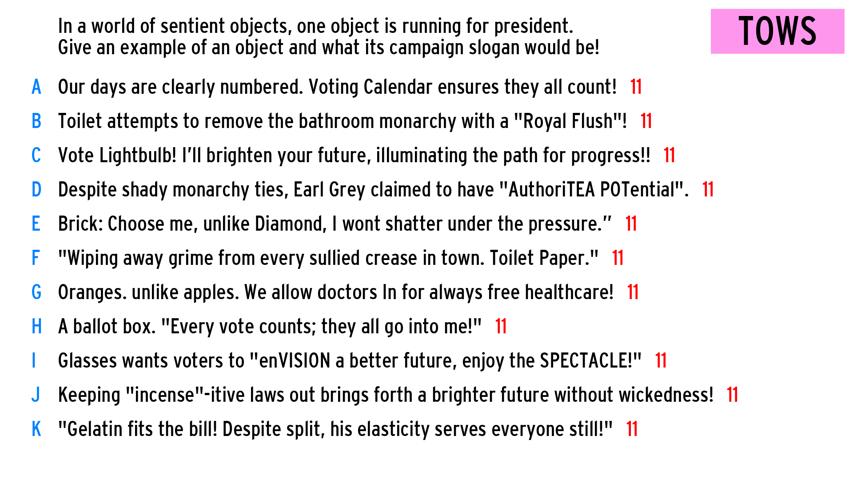 In a world of sentient objects, one object is running for president.
Give an example of an object and what its campaign slogan would be!
TOWS
A Our days are clearly numbered. Voting Calendar ensures they all count! 11
B Toilet attempts to remove the bathroom monarchy with a "Royal Flush"! 11
C Vote Lightbulb! I’ll brighten your future, illuminating the path for progress!! 11
D Despite shady monarchy ties, Earl Grey claimed to have "AuthoriTEA POTential". 11
E Brick: Choose me, unlike Diamond, I wont shatter under the pressure.” 11
F "Wiping away grime from every sullied crease in town. Toilet Paper." 11
G Oranges. unlike apples. We allow doctors In for always free healthcare! 11
H A ballot box. "Every vote counts; they all go into me!" 11
I Glasses wants voters to "enVISION a better future, enjoy the SPECTACLE!" 11
J Keeping "incense"-itive laws out brings forth a brighter future without wickedness! 11
K "Gelatin fits the bill! Despite split, his elasticity serves everyone still!" 11